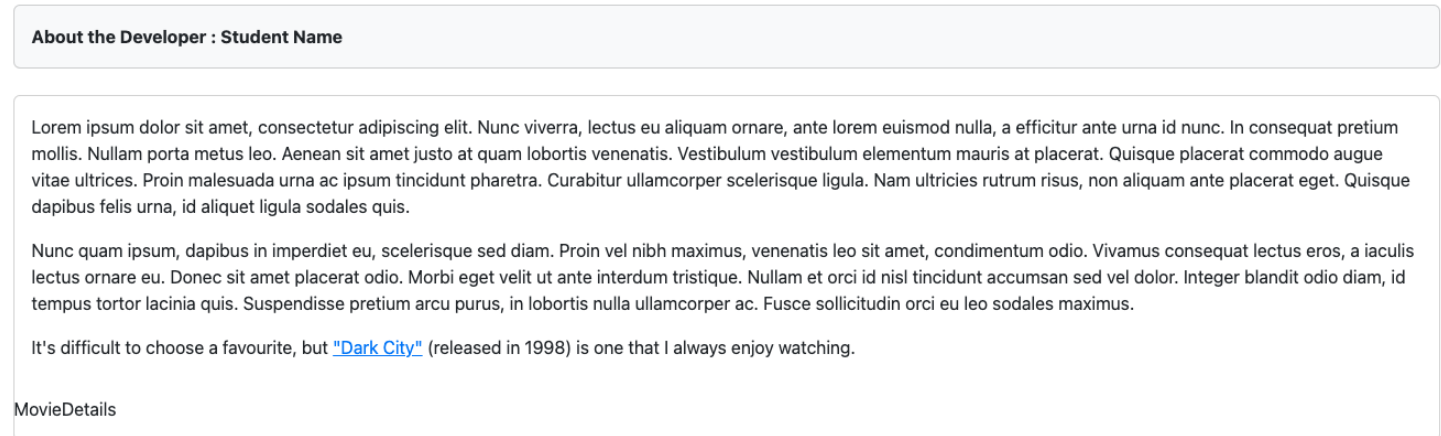 About the Developer : Student Name
Lorem ipsum dolor sit amet, consectetur adipiscing elit. Nunc viverra, lectus eu aliquam ornare, ante lorem euismod nulla, a efficitur ante urna id nunc. In consequat pretium
mollis. Nullam porta metus leo. Aenean sit amet justo at quam lobortis venenatis. Vestibulum vestibulum elementum mauris at placerat. Quisque placerat commodo augue
vitae ultrices. Proin malesuada urna ac ipsum tincidunt pharetra. Curabitur ullamcorper scelerisque ligula. Nam ultricies rutrum risus, non aliquam ante placerat eget. Quisque
dapibus felis urna, id aliquet ligula sodales quis.
Nunc quam ipsum, dapibus in imperdiet eu, scelerisque sed diam. Proin vel nibh maximus, venenatis leo sit amet, condimentum odio. Vivamus consequat lectus eros, a iaculis
lectus ornare eu. Donec sit amet placerat odio. Morbi eget velit ut ante interdum tristique. Nullam et orci id nisl tincidunt accumsan sed vel dolor. Integer blandit odio diam, id
tempus tortor lacinia quis. Suspendisse pretium arcu purus, in lobortis nulla ullamcorper ac. Fusce sollicitudin orci eu leo sodales maximus.
It's difficult to choose a favourite, but "Dark City" (released in 1998) is one that I always enjoy watching.
MovieDetails